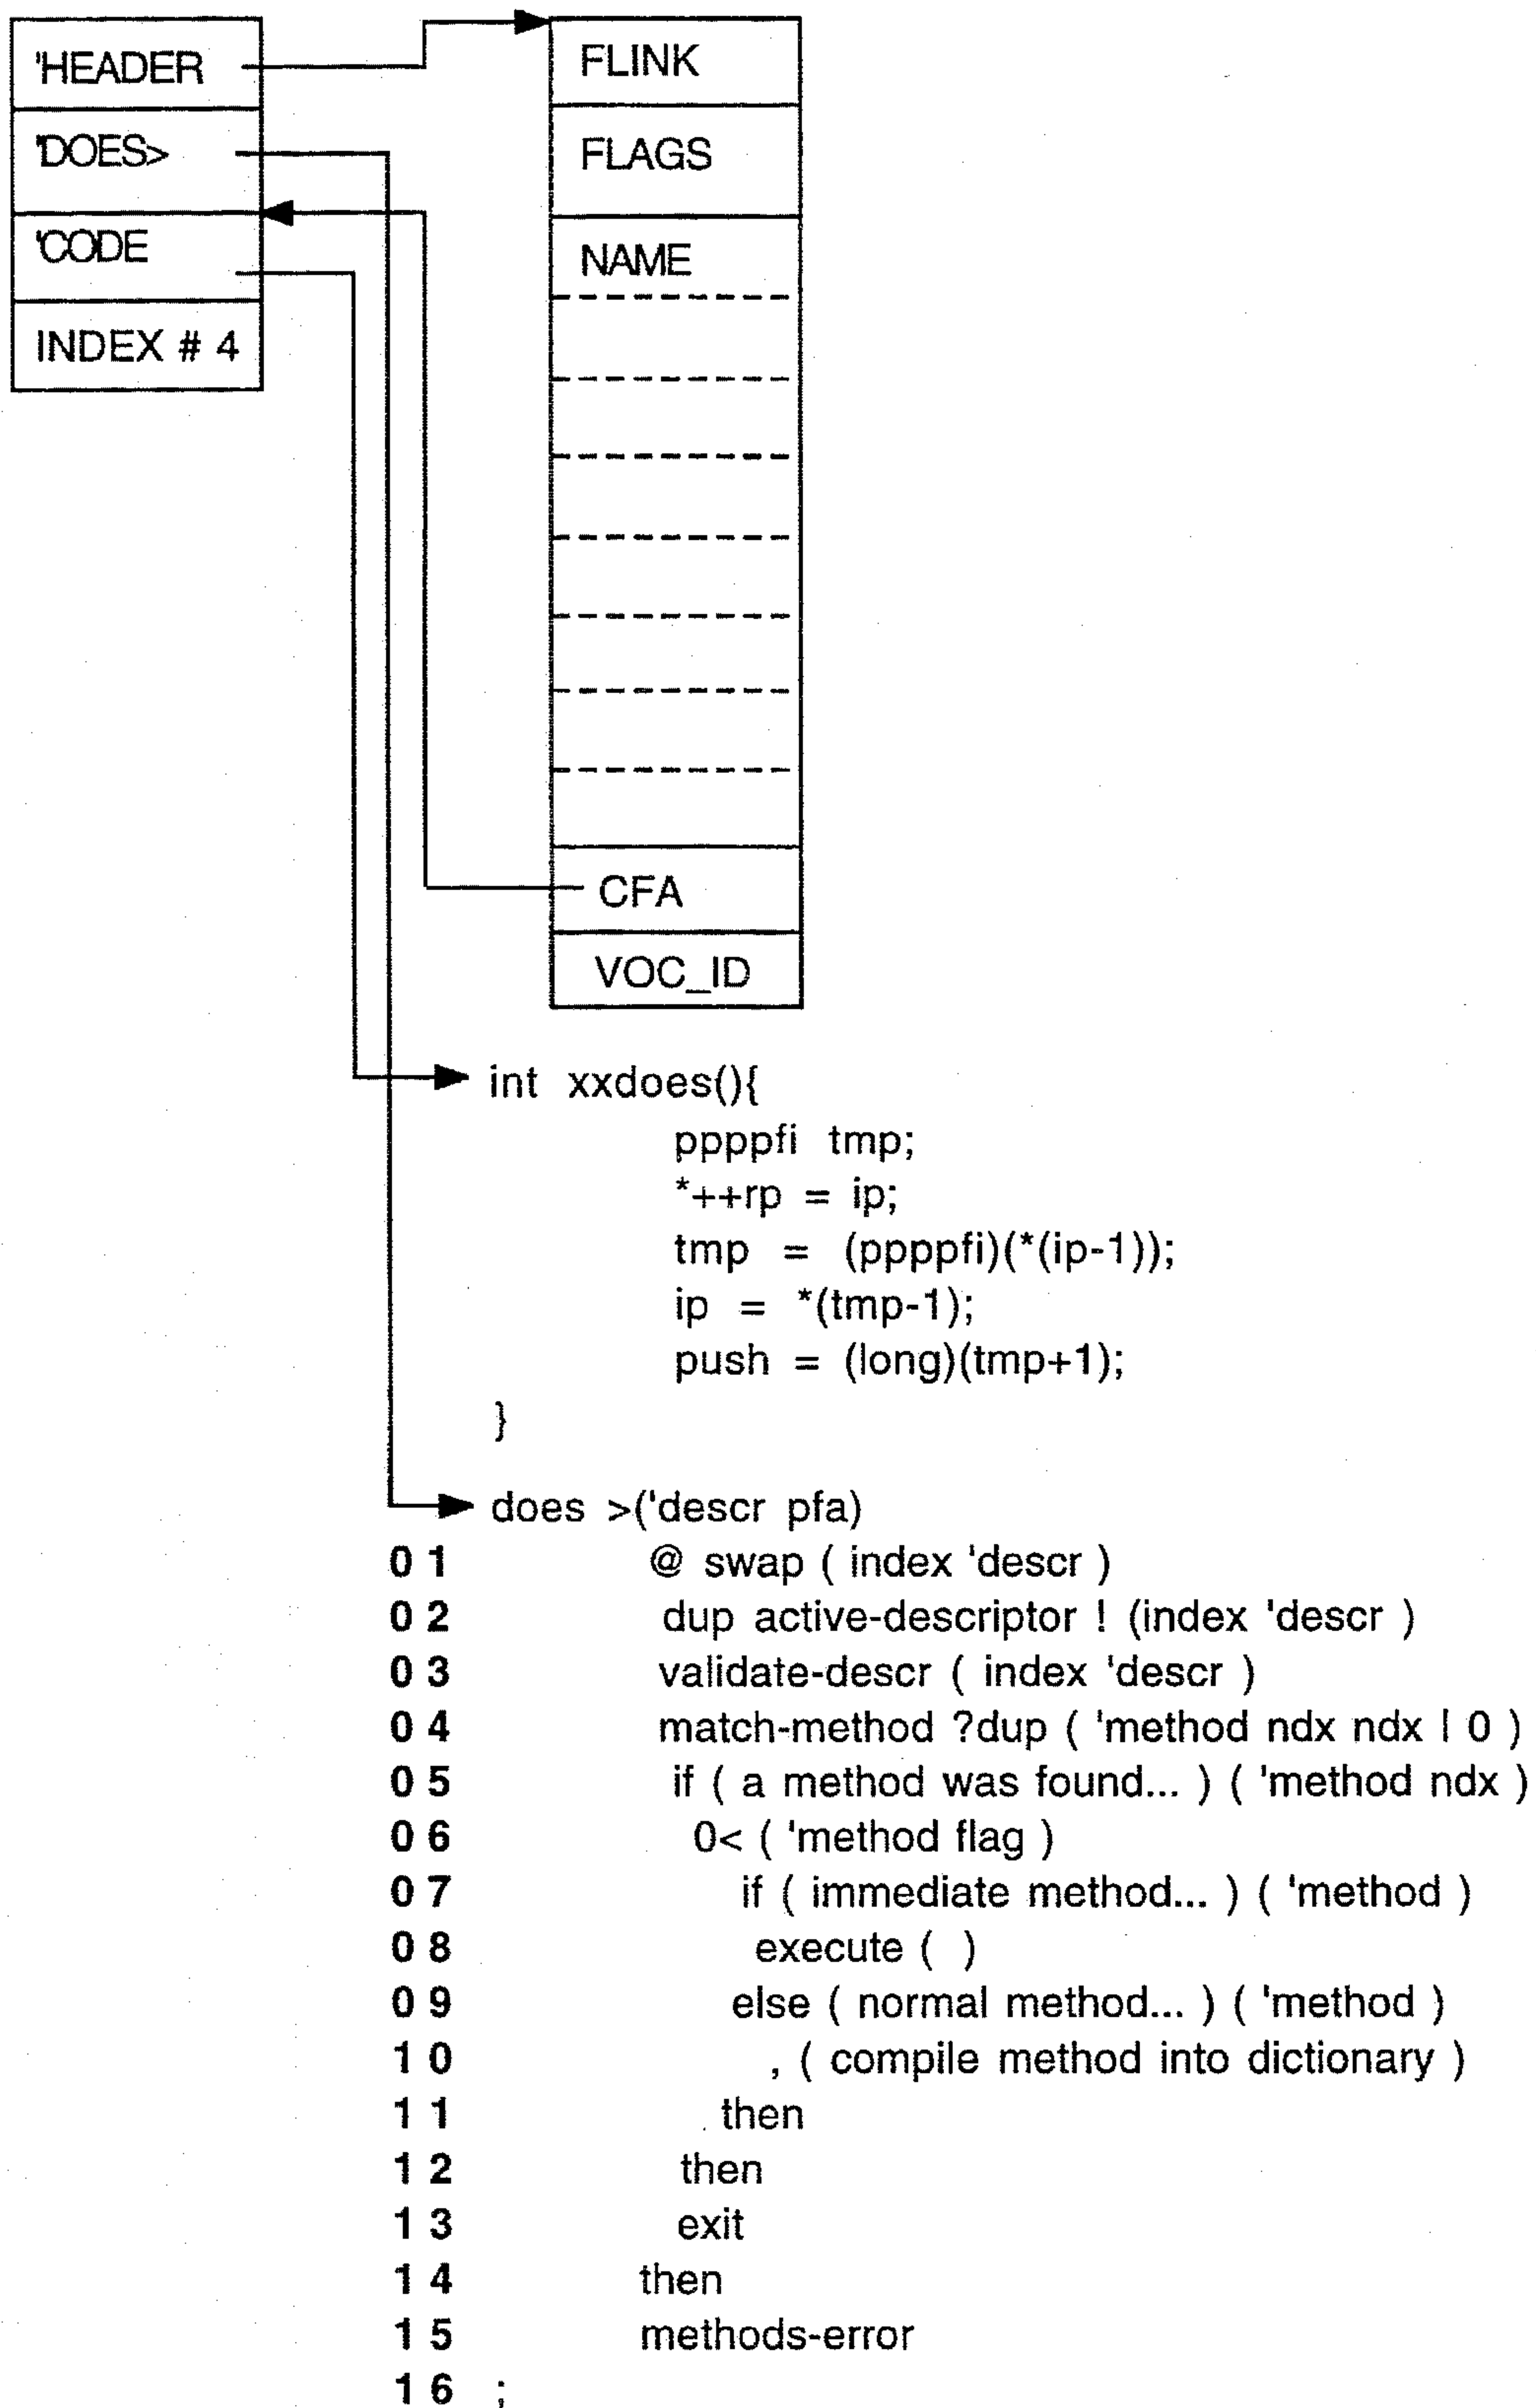 'HEADER
'DOES>
'CODE
INDEX # 4
FLINK
FLAGS
NAME
CFA
VOC_ID
int xxdoes(){
ppppfi tmp;
*++rp = ip;
tmp = (ppppfi)(*(ip-1));
ip = *(tmp-1);
push = (long)(tmp+1);
}
does >('descr pfa)
0 1 @ swap ( index 'descr )
0 2 dup active-descriptor ! (index 'descr )
0 3 validate-descr ( index 'descr )
0 4 match-method ?dup ( 'method ndx ndx | 0 )
0 5 if ( a method was found... ) ( 'method ndx )
0 6 0< ( 'method flag )
0 7 if ( immediate method... ) ( 'method )
0 8 execute ( )
0 9 else ( normal method... ) ( 'method )
1 0 , ( compile method into dictionary )
1 1 then
1 2 then
1 3 exit
1 4 then
1 5 methods-error
1 6 ;